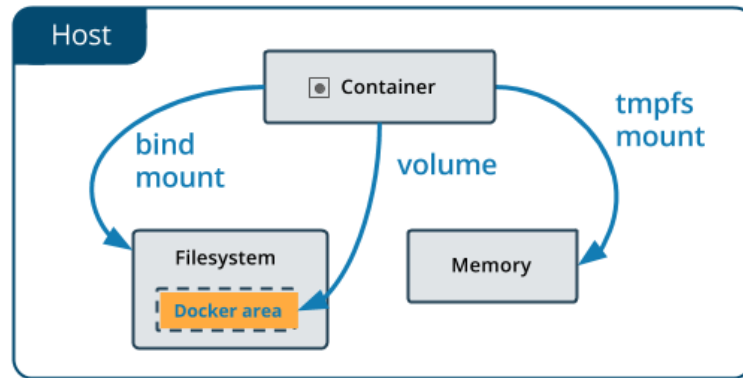 Host
Container
bind
mount
volume
tmpfs
mount
Filesystem
Docker area
Memory